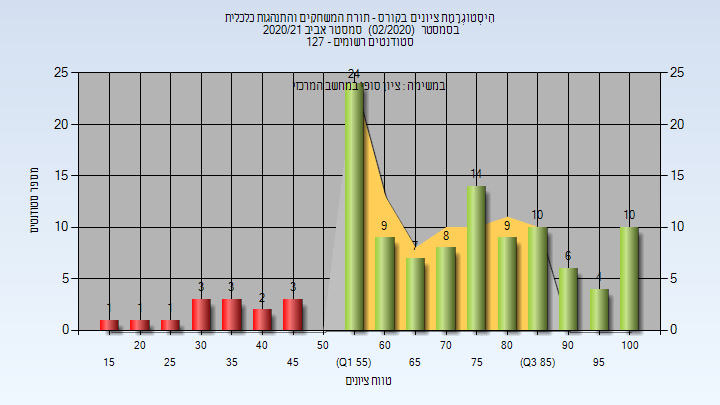 הִיסְטוֹגְרָמַת ציונים בקורס - תורת המשחקים והתנהגות כלכלית
בסמסטר (02/2020) סמסטר אביב 2020/21
סטודנטים רשומים - 127
במשימה : ציון סופי במחשב המרכזי
25 25
20 20
15 15
10 10
5 5
0 0
מספר סטודנטים
1 1 1 3 3 2 3 24 9 7 8 14 9 10 6 4 10
20 30 40 50 60 70 80 90 100
15 25 35 45 (Q1 55) 65 75 (Q3 85) 95
טווח ציונים